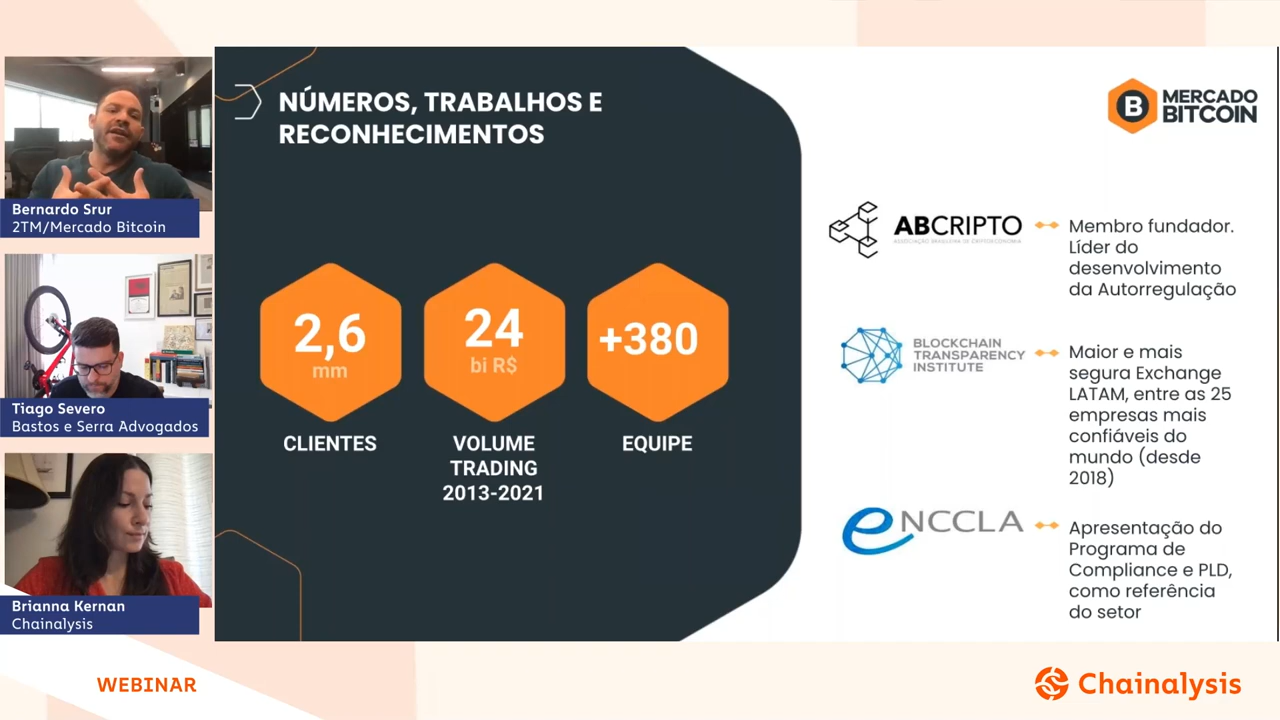 Bernardo Srur
2TM/Mercado Bitcoin
Tiago Severo
Bastos e Serra Advogados
Brianna Kernan
Chainalysis
NÚMEROS, TRABALHOS E
RECONHECIMENTOS
2,6
mm
CLIENTES
24
bi R$
VOLUME
TRADING
2013-2021
+380
EQUIPE
B
MERCADO
BITCOIN
ABCRIPTO
ASSOCIAÇÃO BRASILEIRA DE CRIPTOECONOMIA
Membro fundador.
Líder do
desenvolvimento
da Autorregulação
BLOCKCHAIN
TRANSPARENCY
INSTITUTE
Maior e mais
segura Exchange
LATAM, entre as 25
empresas mais
confiáveis do
mundo (desde
2018)
eNCCLA
Apresentação do
Programa de
Compliance e PLD,
como referência
do setor
WEBINAR
Chainalysis